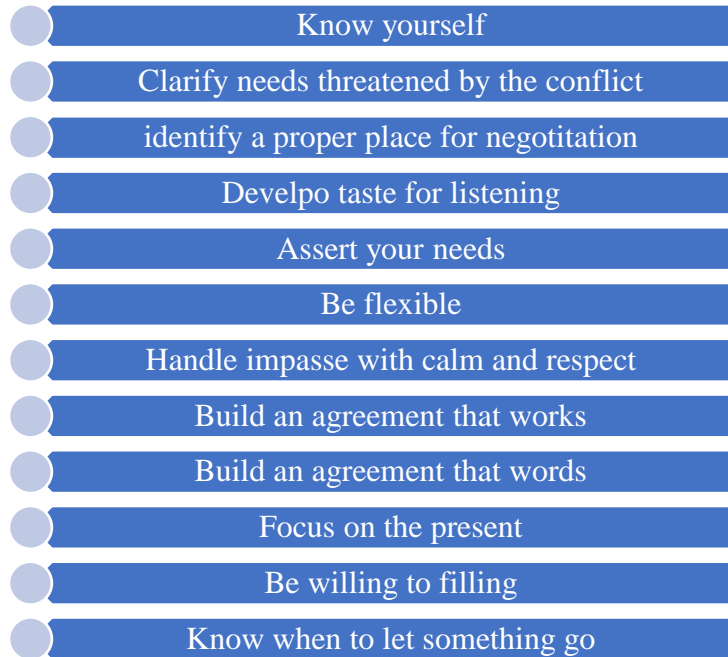 Know yourself
Clarify needs threatened by the conflict
identify a proper place for negotitation
Develpo taste for listening
Assert your needs
Be flexible
Handle impasse with calm and respect
Build an agreement that works
Build an agreement that words
Focus on the present
Be willing to filling
Know when to let something go